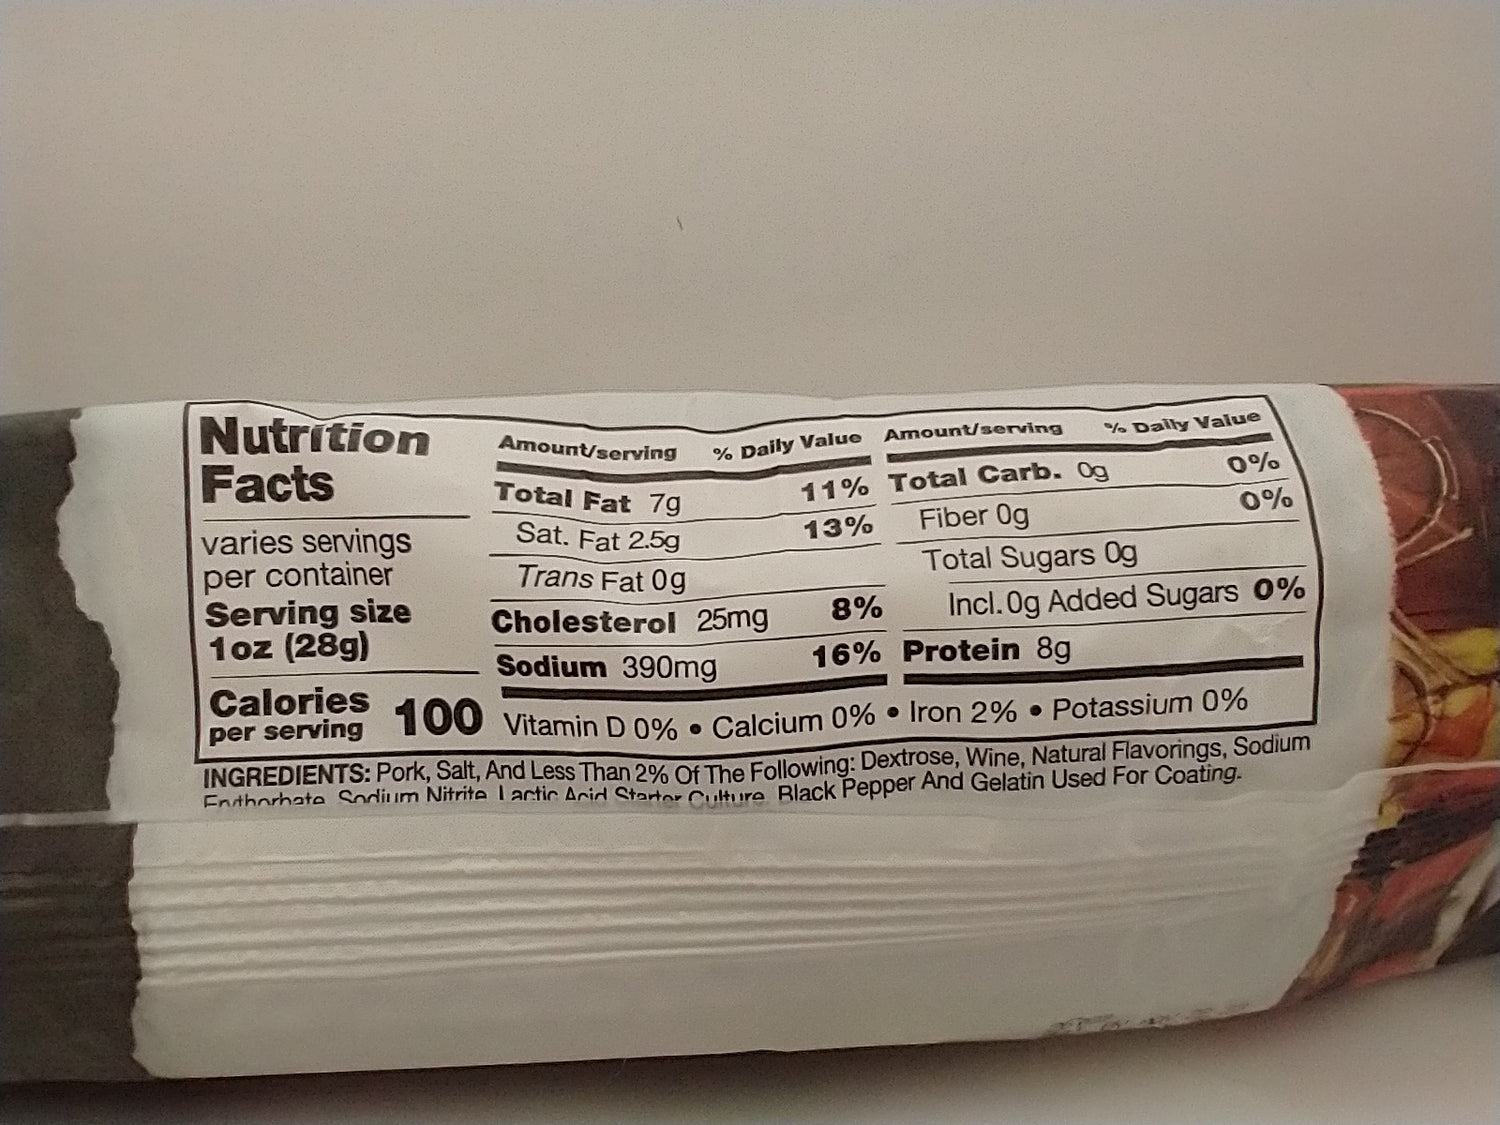 Nutrition
Facts
varies servings
per container
Serving size
1oz (28g)
Calories
per serving 100
Amount/serving % Daily Value
Total Fat 7g 11%
Sat. Fat 2.5g 13%
Trans Fat 0g
Cholesterol 25mg 8%
Sodium 390mg 16%
Amount/serving % Daily Value
Total Carb. 0g 0%
Fiber 0g 0%
Total Sugars 0g
Incl. 0g Added Sugars 0%
Protein 8g
Vitamin D 0% • Calcium 0% • Iron 2% • Potassium 0%
INGREDIENTS: Pork, Salt, And Less Than 2% Of The Following: Dextrose, Wine, Natural Flavorings, Sodium
Erythorbate, Sodium Nitrite, Lactic Acid Starter Culture, Black Pepper And Gelatin Used For Coating.